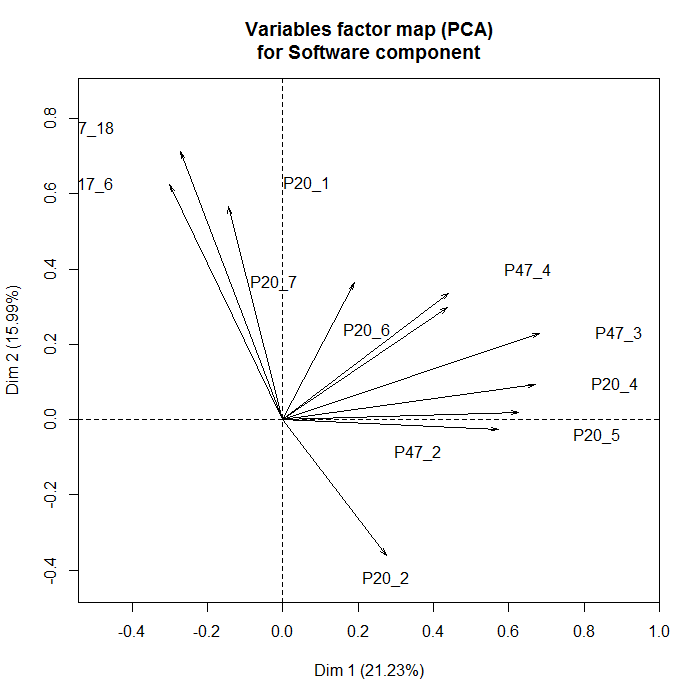 Variables factor map (PCA)
for Software component
7_18
17_6
P20_1
P20_7
P47_4
P20_6
P47_3
P20_4
P20_5
P47_2
P20_2
0.8
0.6
0.4
0.2
0.0
-0.2
-0.4
Dim 2 (15.99%)
-0.4 -0.2 0.0 0.2 0.4 0.6 0.8 1.0
Dim 1 (21.23%)